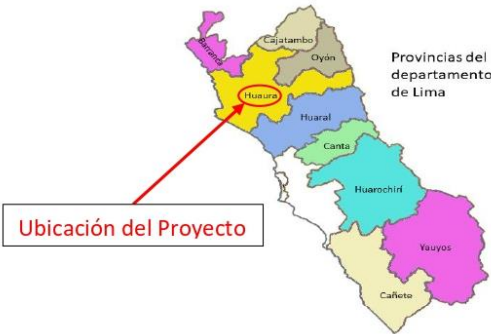 Cajatambo
Barranca
Oyón
Provincias del
departamento
de Lima
Huaura
Huaral
Canta
Huarochirí
Ubicación del Proyecto
Yauyos
Cañete